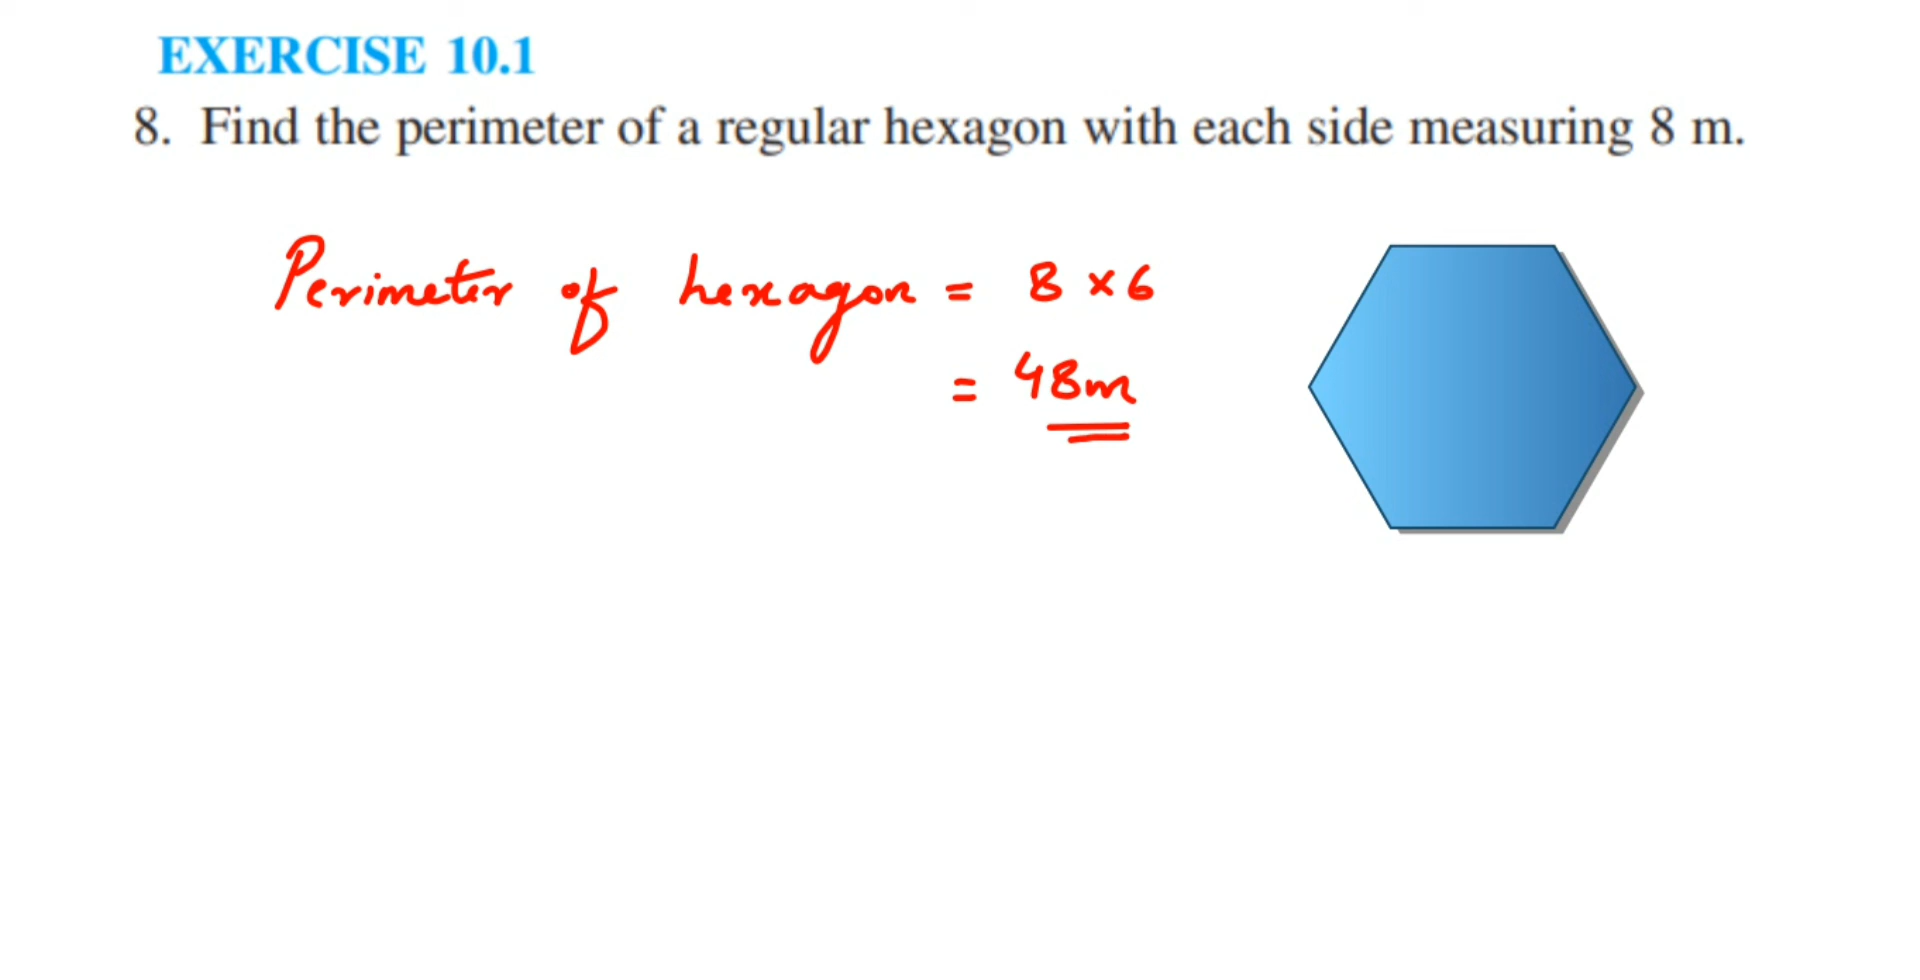 EXERCISE 10.1
8. Find the perimeter of a regular hexagon with each side measuring 8 m.
Perimeter of hexagon = 8 × 6
= 48m